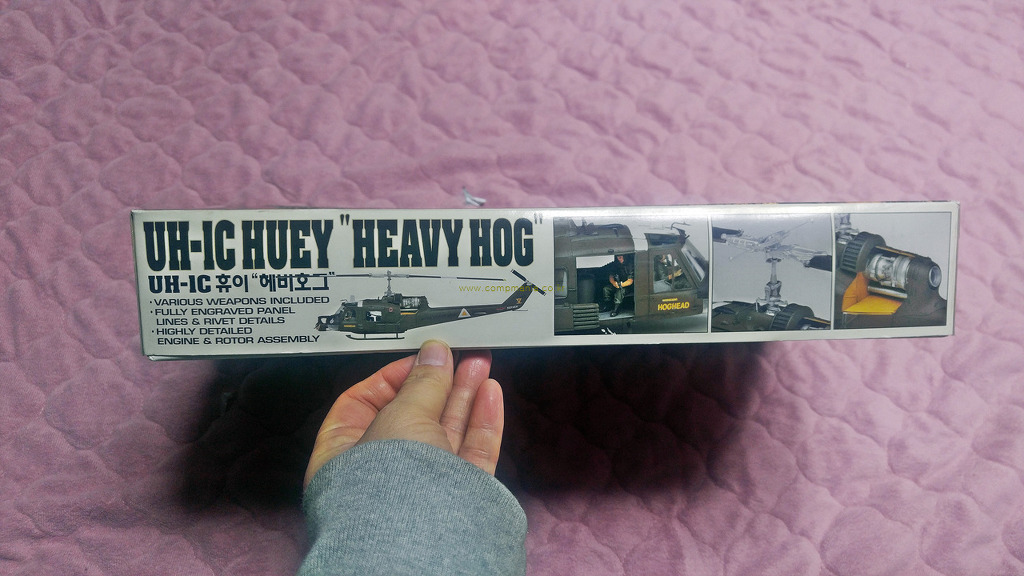 UH-1C HUEY "HEAVY HOG"
UH-1C 휴이 "헤비호그"
· VARIOUS WEAPONS INCLUDED
· FULLY ENGRAVED PANEL
LINES & RIVET DETAILS
· HIGHLY DETAILED
ENGINE & ROTOR ASSEMBLY
HOGHEAD